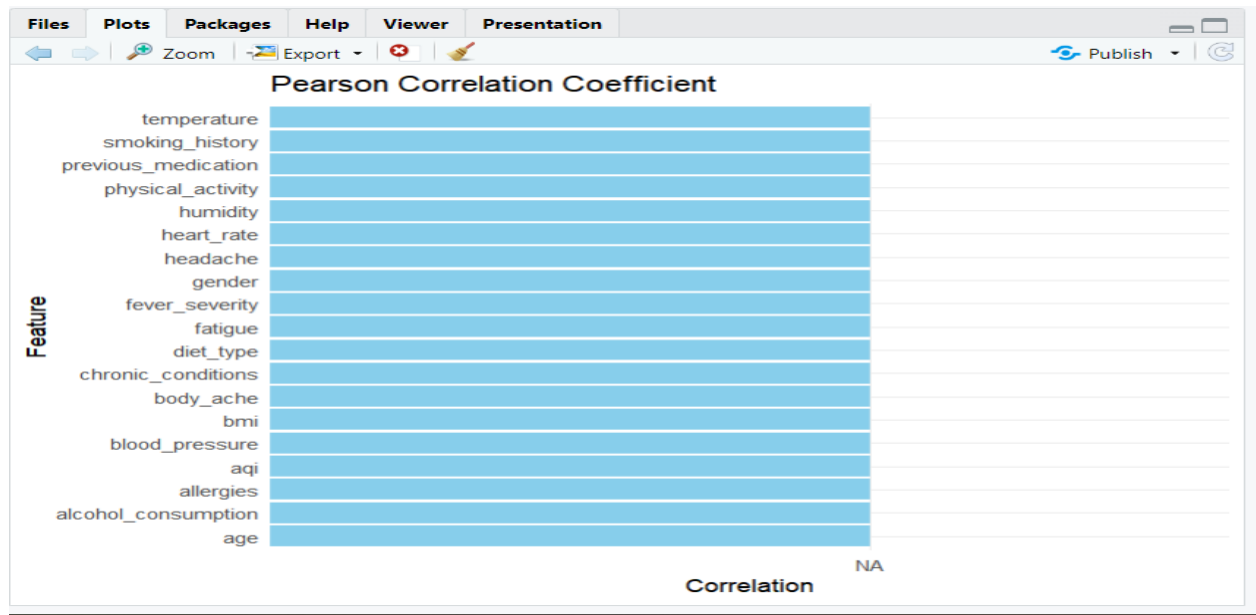 Files Plots Packages Help Viewer Presentation
Zoom Export Publish
Pearson Correlation Coefficient
temperature
smoking_history
previous_medication
physical_activity
humidity
heart_rate
headache
gender
fever_severity
fatigue
diet_type
chronic_conditions
body_ache
bmi
blood_pressure
aqi
allergies
alcohol_consumption
age
Feature
NA
Correlation